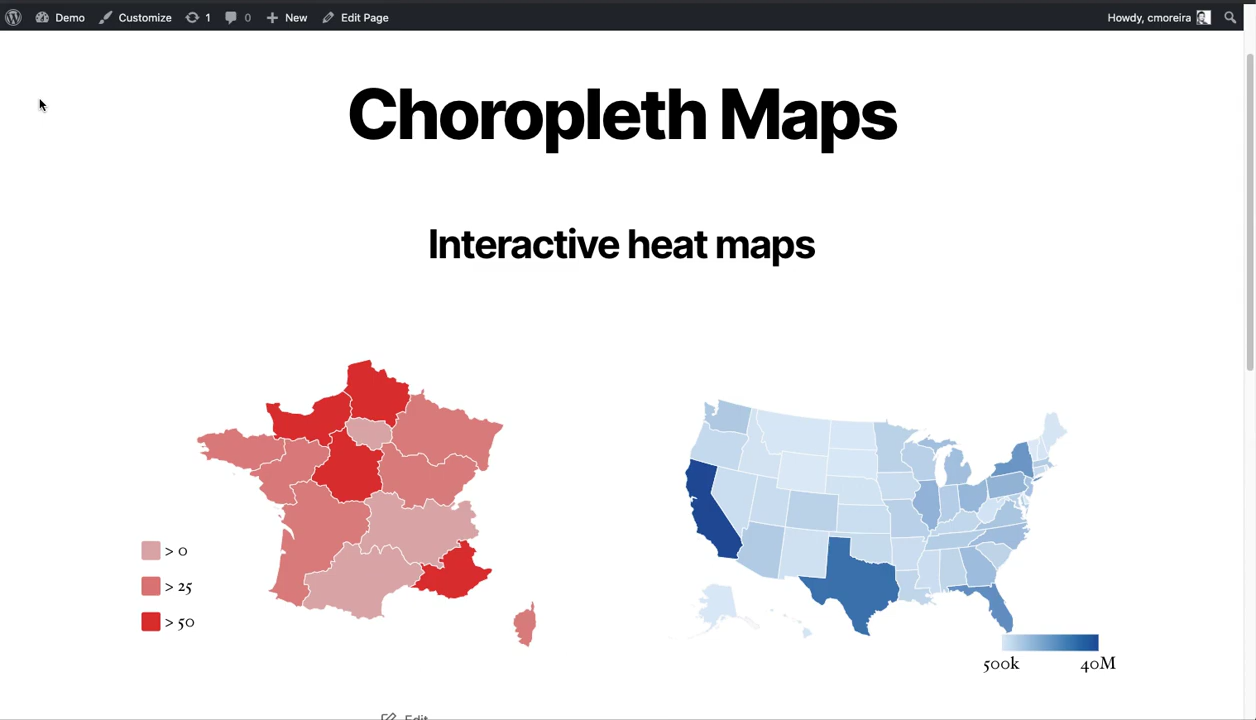 Demo Customize 1 0 New Edit Page Howdy, cmoreira
Choropleth Maps
Interactive heat maps
> 0
> 25
> 50
500k 40M
Edit